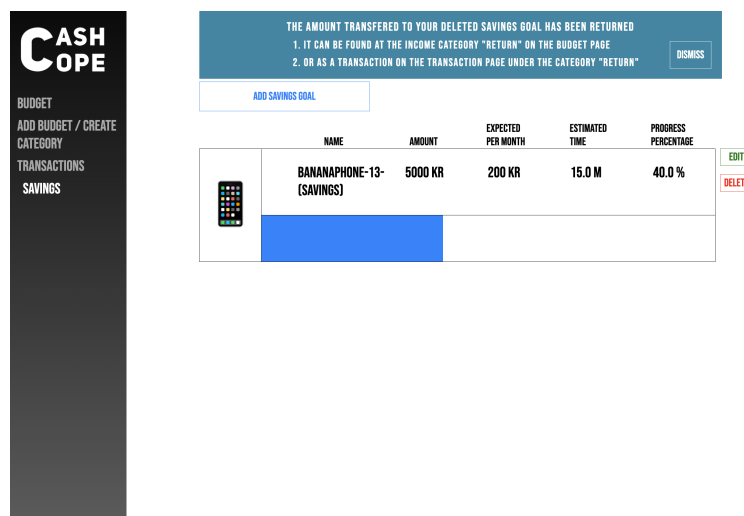 CASH
COPE
BUDGET
ADD BUDGET / CREATE
CATEGORY
TRANSACTIONS
SAVINGS
THE AMOUNT TRANSFERED TO YOUR DELETED SAVINGS GOAL HAS BEEN RETURNED
1. IT CAN BE FOUND AT THE INCOME CATEGORY "RETURN" ON THE BUDGET PAGE
2. OR AS A TRANSACTION ON THE TRANSACTION PAGE UNDER THE CATEGORY "RETURN"
DISMISS
ADD SAVINGS GOAL
NAME
AMOUNT
EXPECTED
PER MONTH
ESTIMATED
TIME
PROGRESS
PERCENTAGE
BANANAPHONE-13-
(SAVINGS)
5000 KR
200 KR
15.0 M
40.0 %
EDIT
DELET